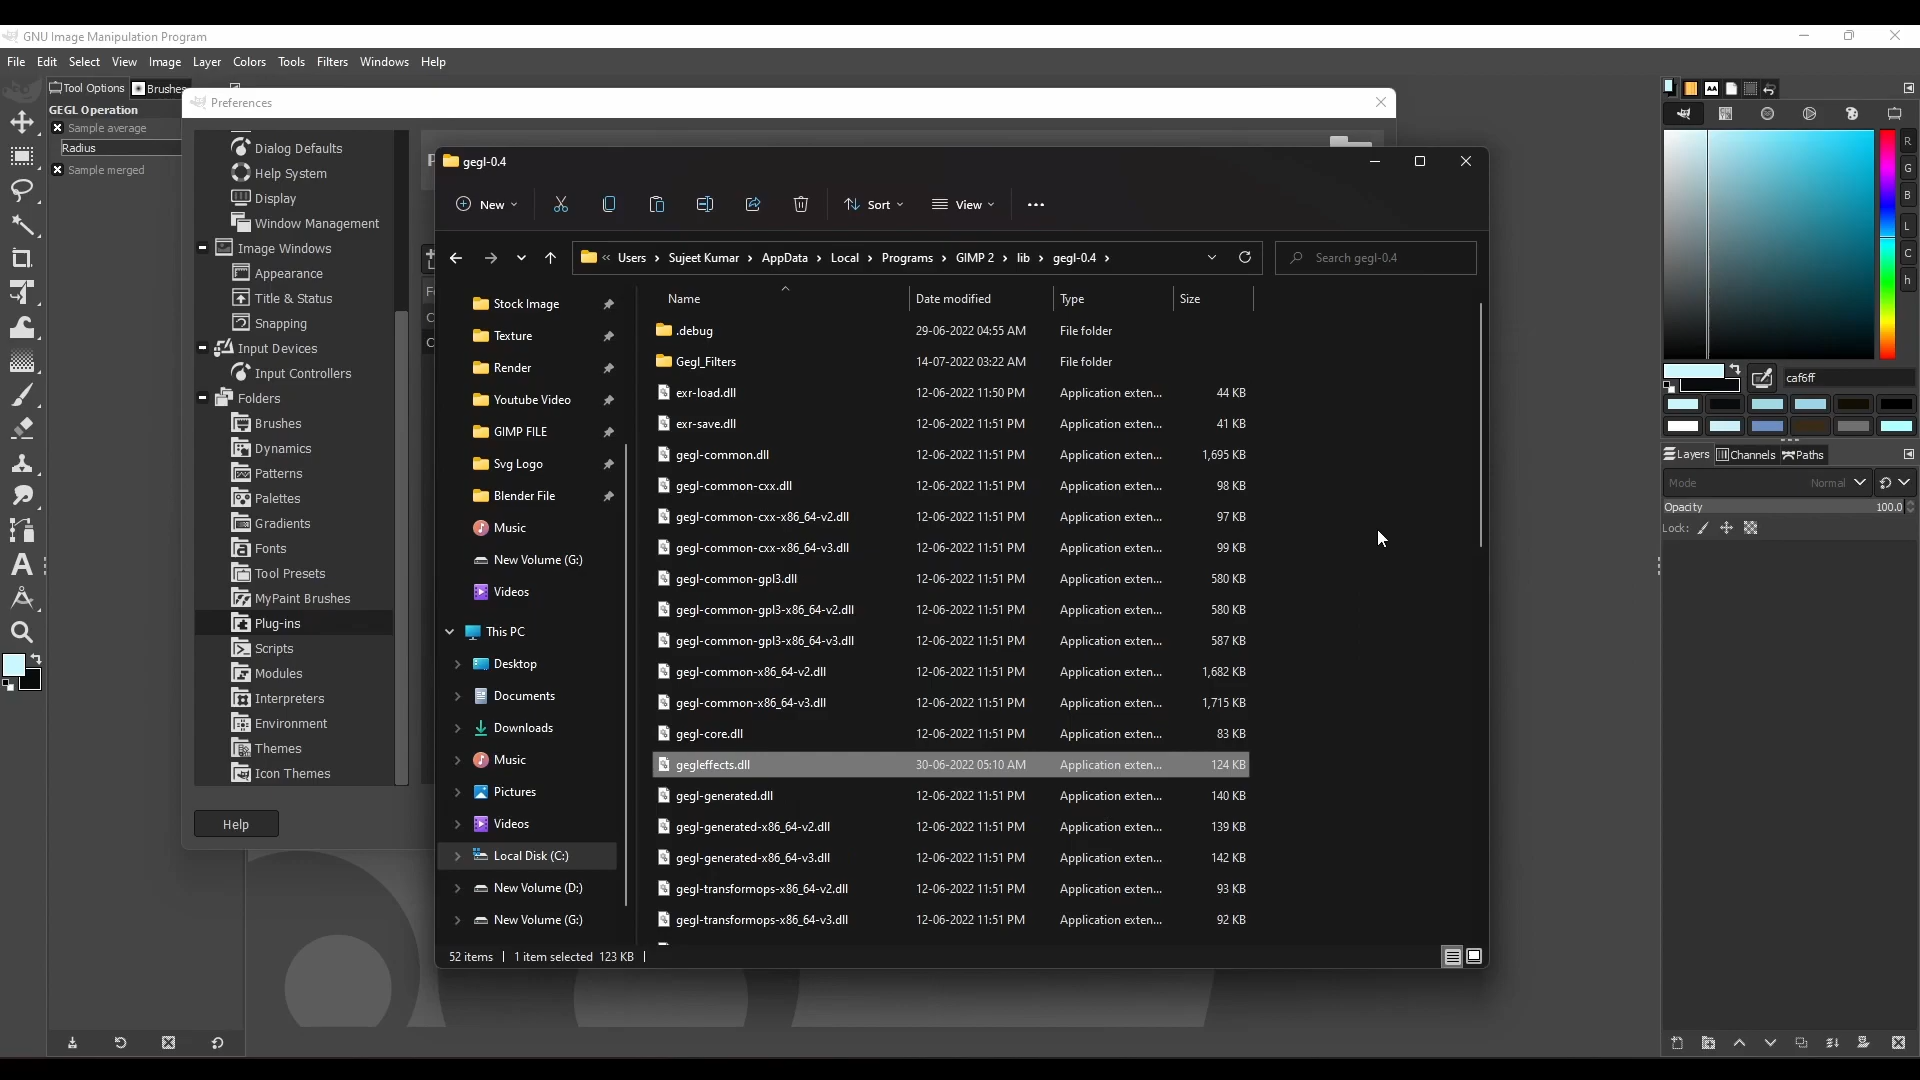 GNU Image Manipulation Program
File Edit Select View Image Layer Colors Tools Filters Windows Help
Tool Options Brushes
GEGL Operation
Sample average
Radius
Sample merged
Preferences
Dialog Defaults
Help System
Display
Window Management
Image Windows
Appearance
Title & Status
Snapping
Input Devices
Input Controllers
Folders
Brushes
Dynamics
Patterns
Palettes
Gradients
Fonts
Tool Presets
MyPaint Brushes
Plug-ins
Scripts
Modules
Interpreters
Environment
Themes
Icon Themes
Help
gegl-0.4
New Sort View
« Users > Sujeet Kumar > AppData > Local > Programs > GIMP 2 > lib > gegl-0.4 >
Search gegl-0.4
Stock Image
Texture
Render
Youtube Video
GIMP FILE
Svg Logo
Blender File
Music
New Volume (G:)
Videos
This PC
Desktop
Documents
Downloads
Music
Pictures
Videos
Local Disk (C:)
New Volume (D:)
New Volume (G:)
Name Date modified Type Size
.debug 29-06-2022 04:55 AM File folder
Gegl_Filters 14-07-2022 03:22 AM File folder
exr-load.dll 12-06-2022 11:50 PM Application exten... 44 KB
exr-save.dll 12-06-2022 11:51 PM Application exten... 41 KB
gegl-common.dll 12-06-2022 11:51 PM Application exten... 1,695 KB
gegl-common-cxx.dll 12-06-2022 11:51 PM Application exten... 98 KB
gegl-common-cxx-x86_64-v2.dll 12-06-2022 11:51 PM Application exten... 97 KB
gegl-common-cxx-x86_64-v3.dll 12-06-2022 11:51 PM Application exten... 99 KB
gegl-common-gpl3.dll 12-06-2022 11:51 PM Application exten... 580 KB
gegl-common-gpl3-x86_64-v2.dll 12-06-2022 11:51 PM Application exten... 580 KB
gegl-common-gpl3-x86_64-v3.dll 12-06-2022 11:51 PM Application exten... 587 KB
gegl-common-x86_64-v2.dll 12-06-2022 11:51 PM Application exten... 1,682 KB
gegl-common-x86_64-v3.dll 12-06-2022 11:51 PM Application exten... 1,715 KB
gegl-core.dll 12-06-2022 11:51 PM Application exten... 83 KB
gegleffects.dll 30-06-2022 05:10 AM Application exten... 124 KB
gegl-generated.dll 12-06-2022 11:51 PM Application exten... 140 KB
gegl-generated-x86_64-v2.dll 12-06-2022 11:51 PM Application exten... 139 KB
gegl-generated-x86_64-v3.dll 12-06-2022 11:51 PM Application exten... 142 KB
gegl-transformops-x86_64-v2.dll 12-06-2022 11:51 PM Application exten... 93 KB
gegl-transformops-x86_64-v3.dll 12-06-2022 11:51 PM Application exten... 92 KB
52 items 1 item selected 123 KB
R
G
B
L
C
h
caf6ff
Layers Channels Paths
Mode Normal
Opacity 100.0
Lock: